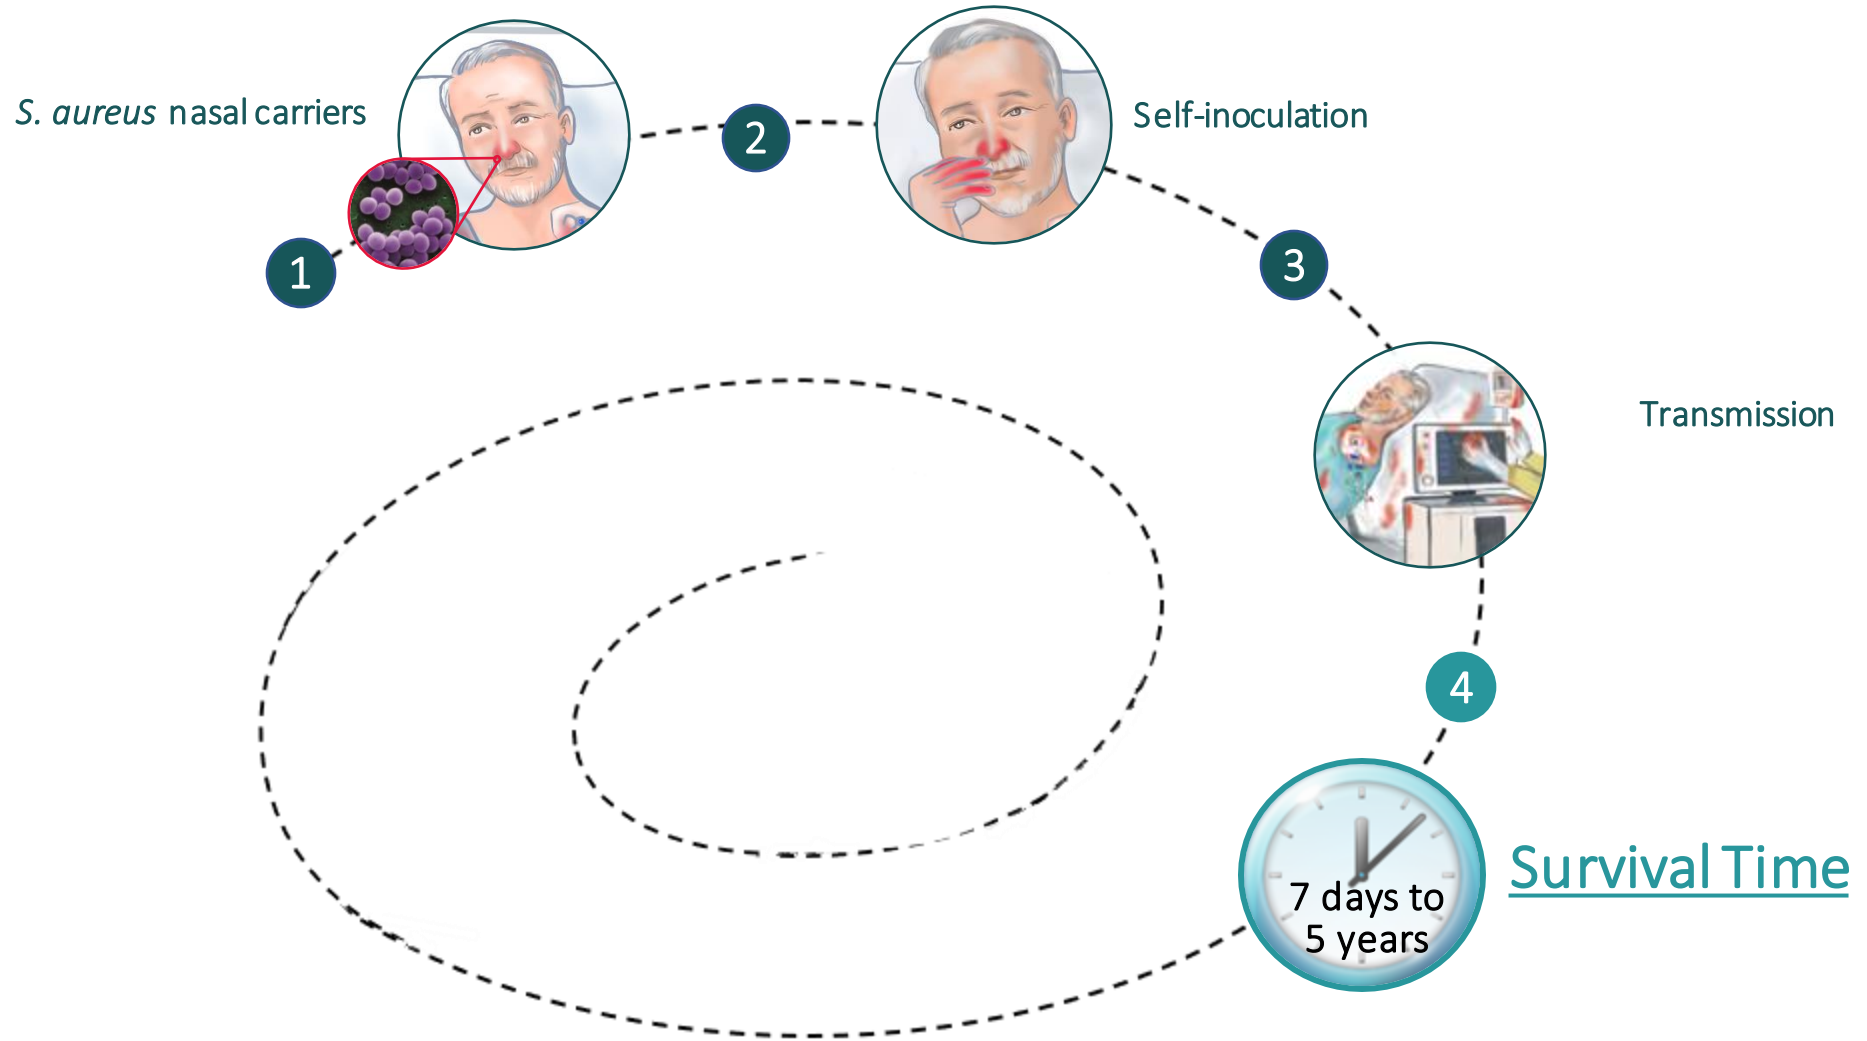 S. aureus nasal carriers
1
2
Self-inoculation
3
Transmission
4
7 days to
5 years
Survival Time